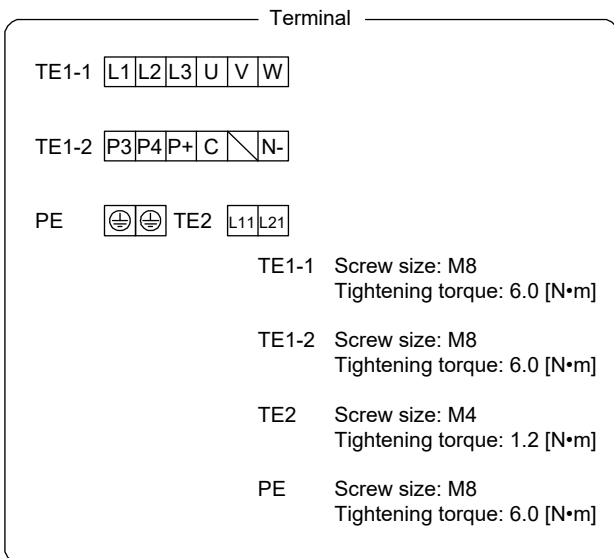 Terminal
TE1-1 L1 L2 L3 U V W
TE1-2 P3 P4 P+ C N-
PE TE2 L11 L21
TE1-1 Screw size: M8
Tightening torque: 6.0 [N•m]
TE1-2 Screw size: M8
Tightening torque: 6.0 [N•m]
TE2 Screw size: M4
Tightening torque: 1.2 [N•m]
PE Screw size: M8
Tightening torque: 6.0 [N•m]